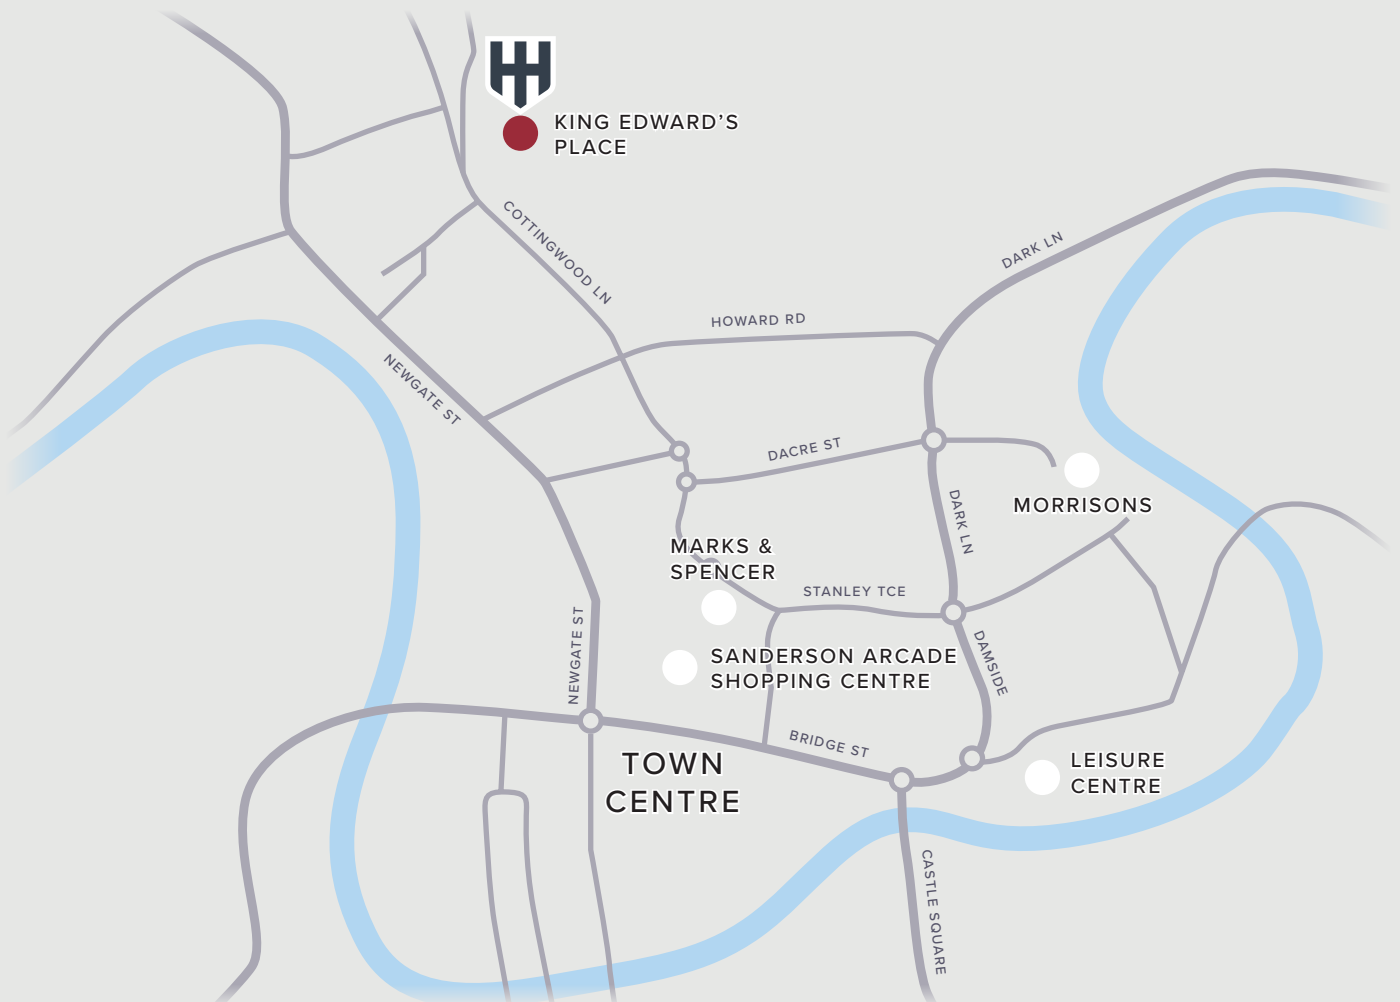 KING EDWARD’S
PLACE
COTTINGWOOD LN
DARK LN
HOWARD RD
NEWGATE ST
DACRE ST
MORRISONS
DARK LN
MARKS &
SPENCER
STANLEY TCE
NEWGATE ST
SANDERSON ARCADE
SHOPPING CENTRE
DAMSIDE
BRIDGE ST
TOWN
CENTRE
LEISURE
CENTRE
CASTLE SQUARE